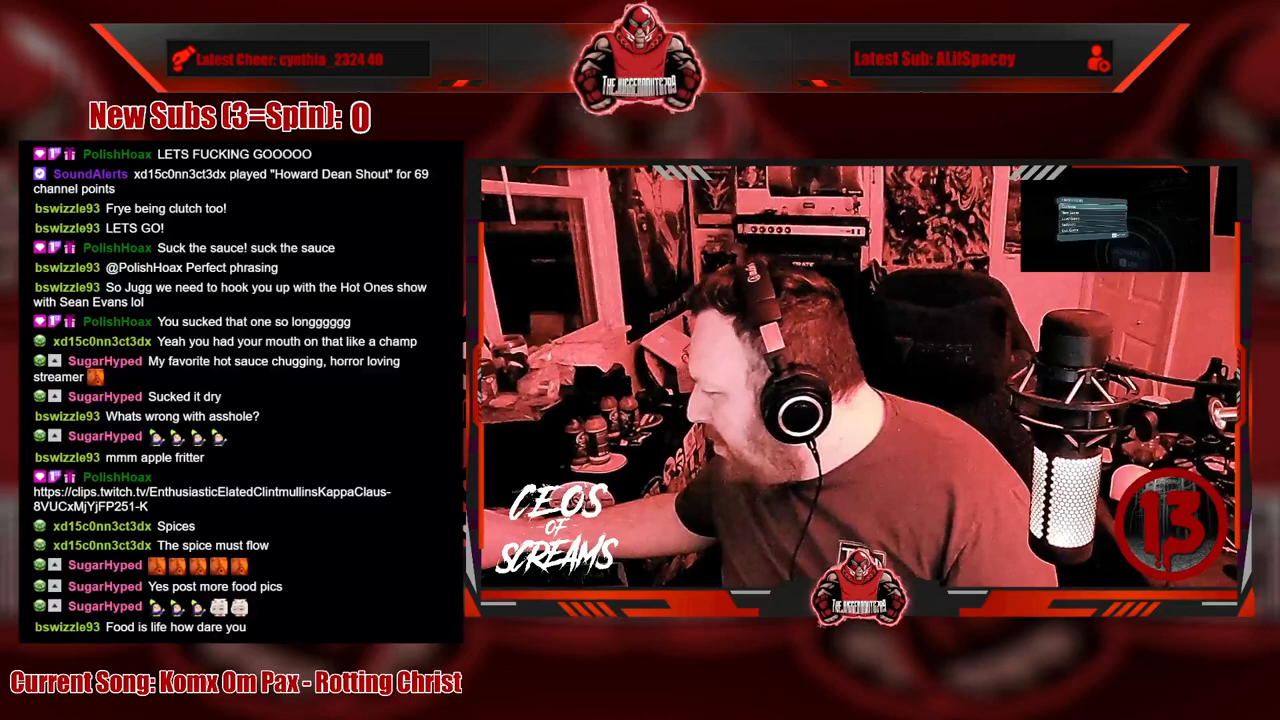 Latest Cheer: cynthia_2324 40
THEJUGGERNAUT6789
Latest Sub: ALilSpacey
New Subs (3=Spin): 0
PolishHoax LETS FUCKING GOOOOO
SoundAlerts xd15c0nn3ct3dx played "Howard Dean Shout" for 69
channel points
bswizzle93 Frye being clutch too!
bswizzle93 LETS GO!
PolishHoax Suck the sauce! suck the sauce
bswizzle93 @PolishHoax Perfect phrasing
bswizzle93 So Jugg we need to hook you up with the Hot Ones show
with Sean Evans lol
PolishHoax You sucked that one so longggggg
xd15c0nn3ct3dx Yeah you had your mouth on that like a champ
SugarHyped My favorite hot sauce chugging, horror loving
streamer
SugarHyped Sucked it dry
bswizzle93 Whats wrong with asshole?
SugarHyped
bswizzle93 mmm apple fritter
PolishHoax
https://clips.twitch.tv/EnthusiasticElatedClintmullinsKappaClaus-
8VUCxMjYjFP251-K
xd15c0nn3ct3dx Spices
xd15c0nn3ct3dx The spice must flow
SugarHyped
SugarHyped Yes post more food pics
SugarHyped
bswizzle93 Food is life how dare you
CRATE
CEOS
OF
SCREAMS
13
THEJUGGERNAUT6789
Current Song: Komx Om Pax - Rotting Christ